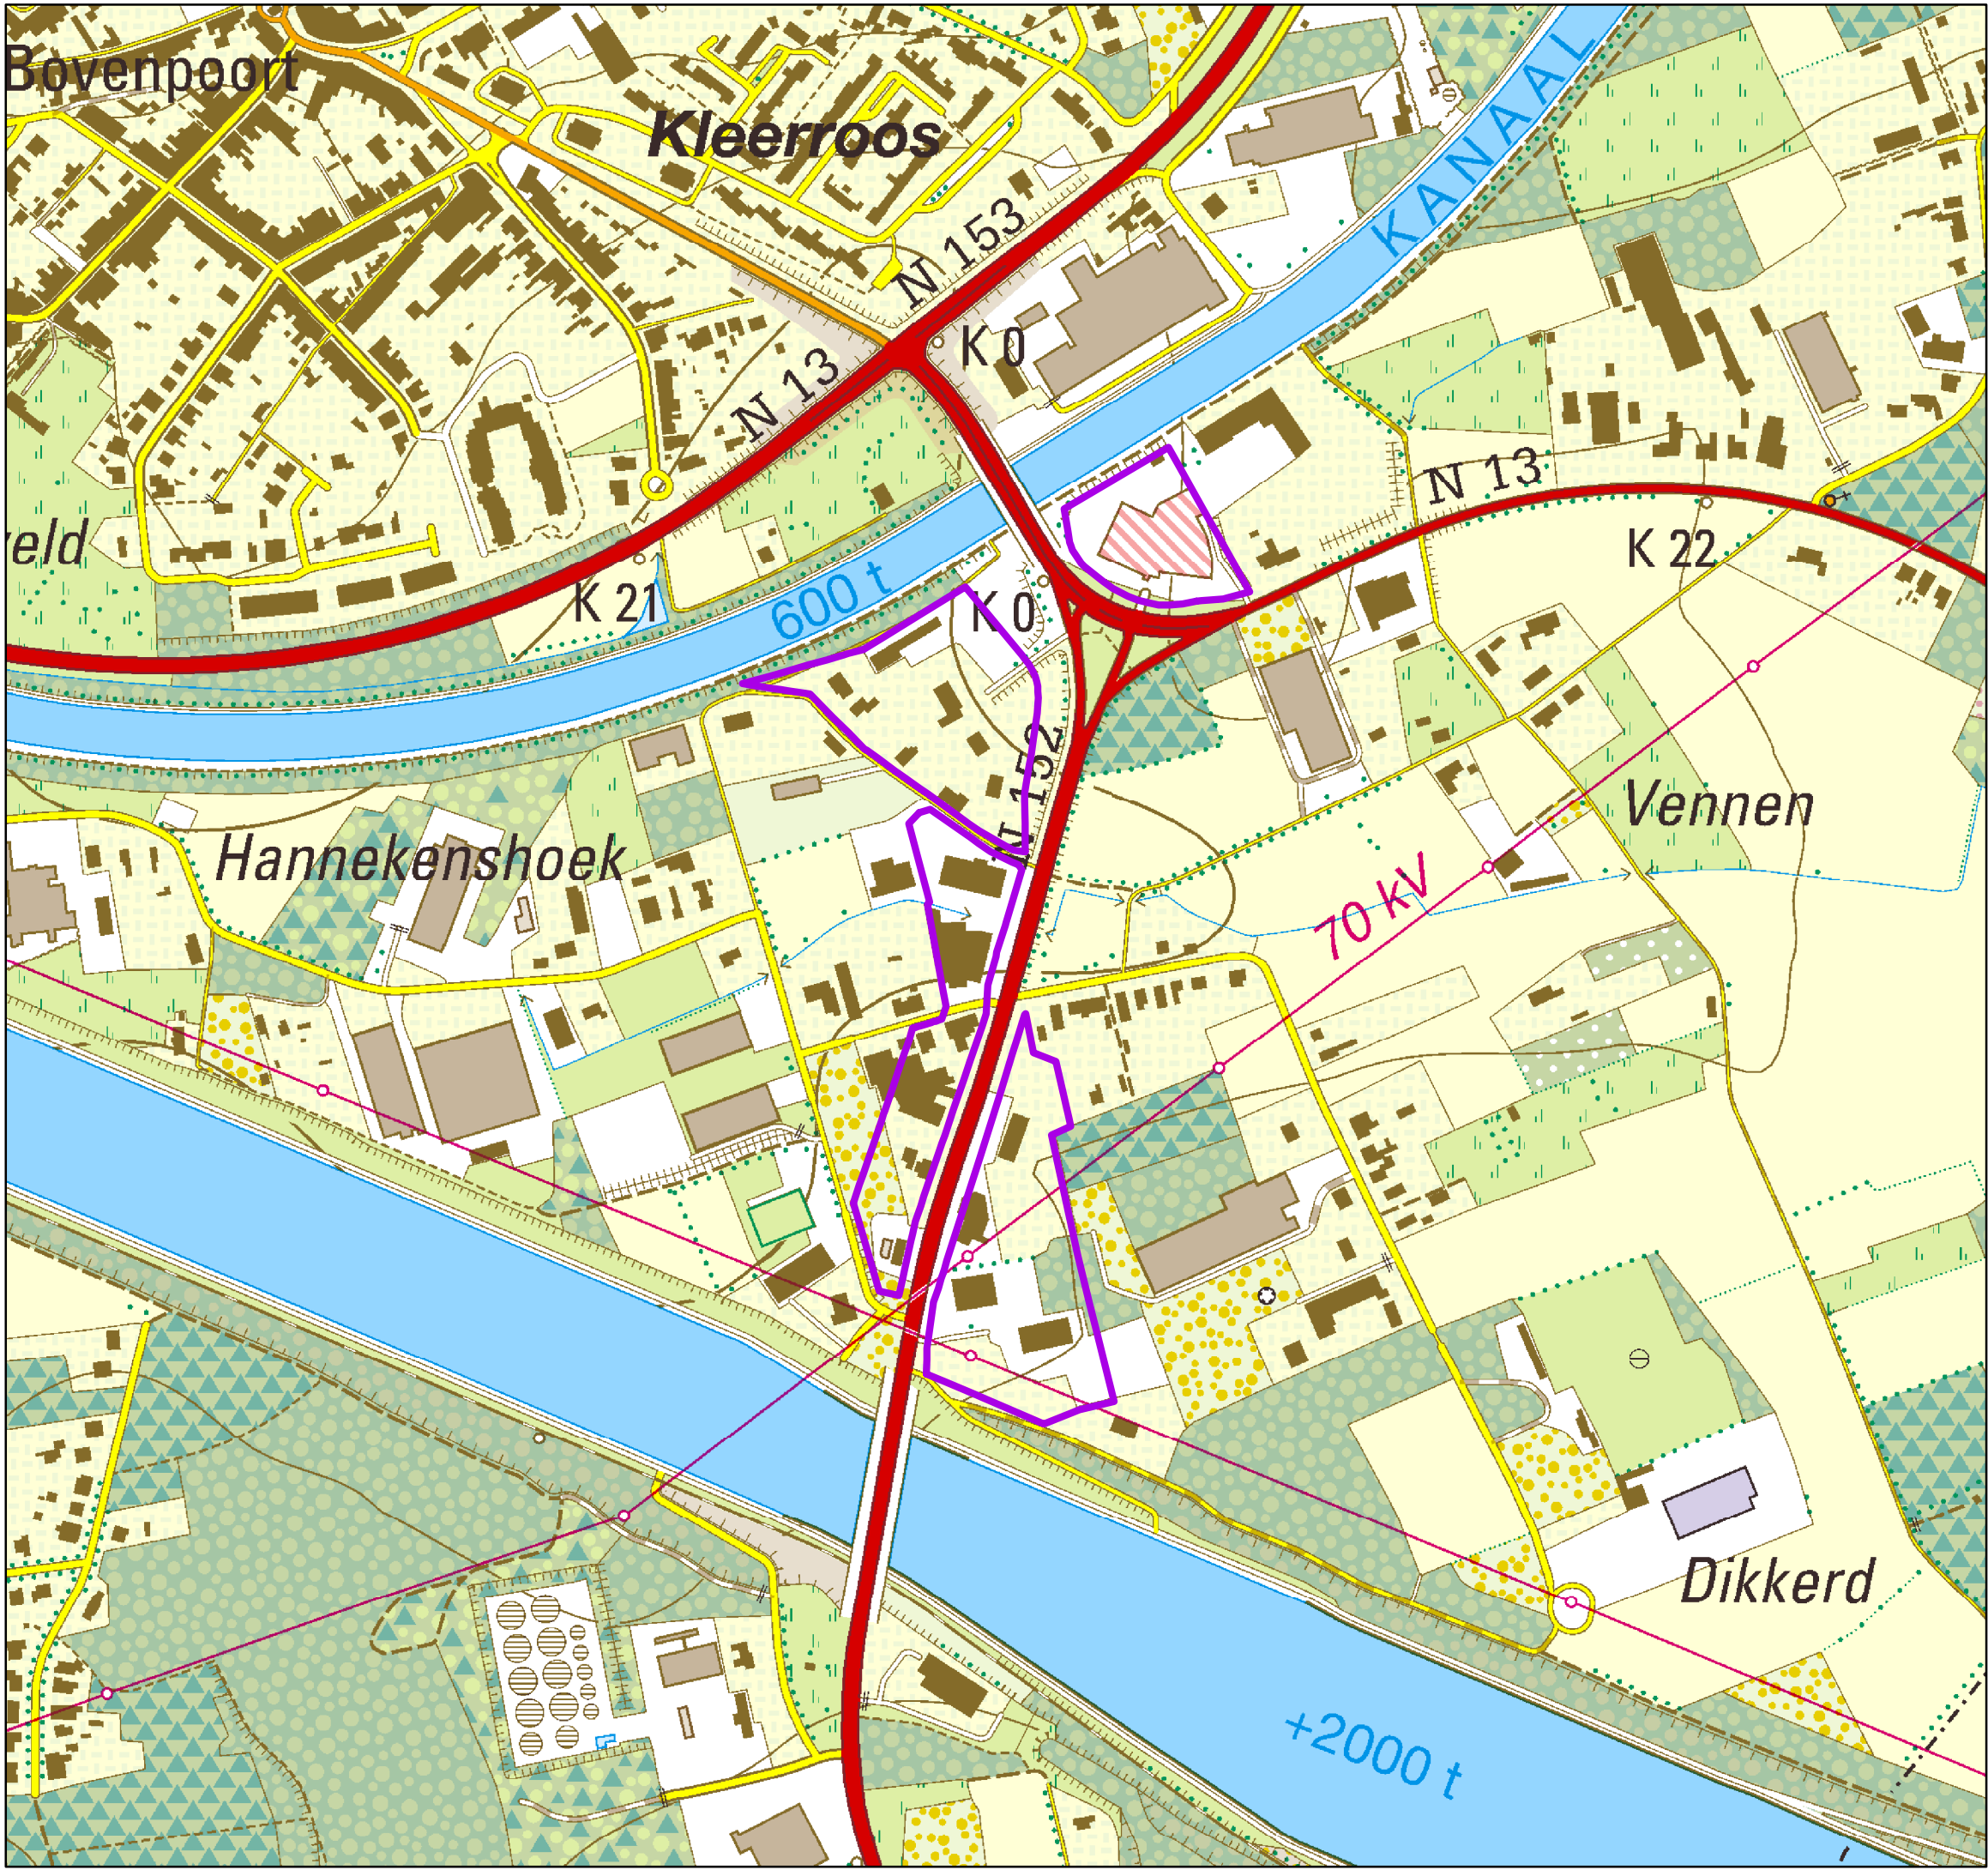 Bovenpoort
Kleerroos
KANAAL
N 153
K 0
N 13
N 13
eld
K 22
K 21
600 t
K 0
N 152
Vennen
Hannekenshoek
70 kV
Dikkerd
+2000 t